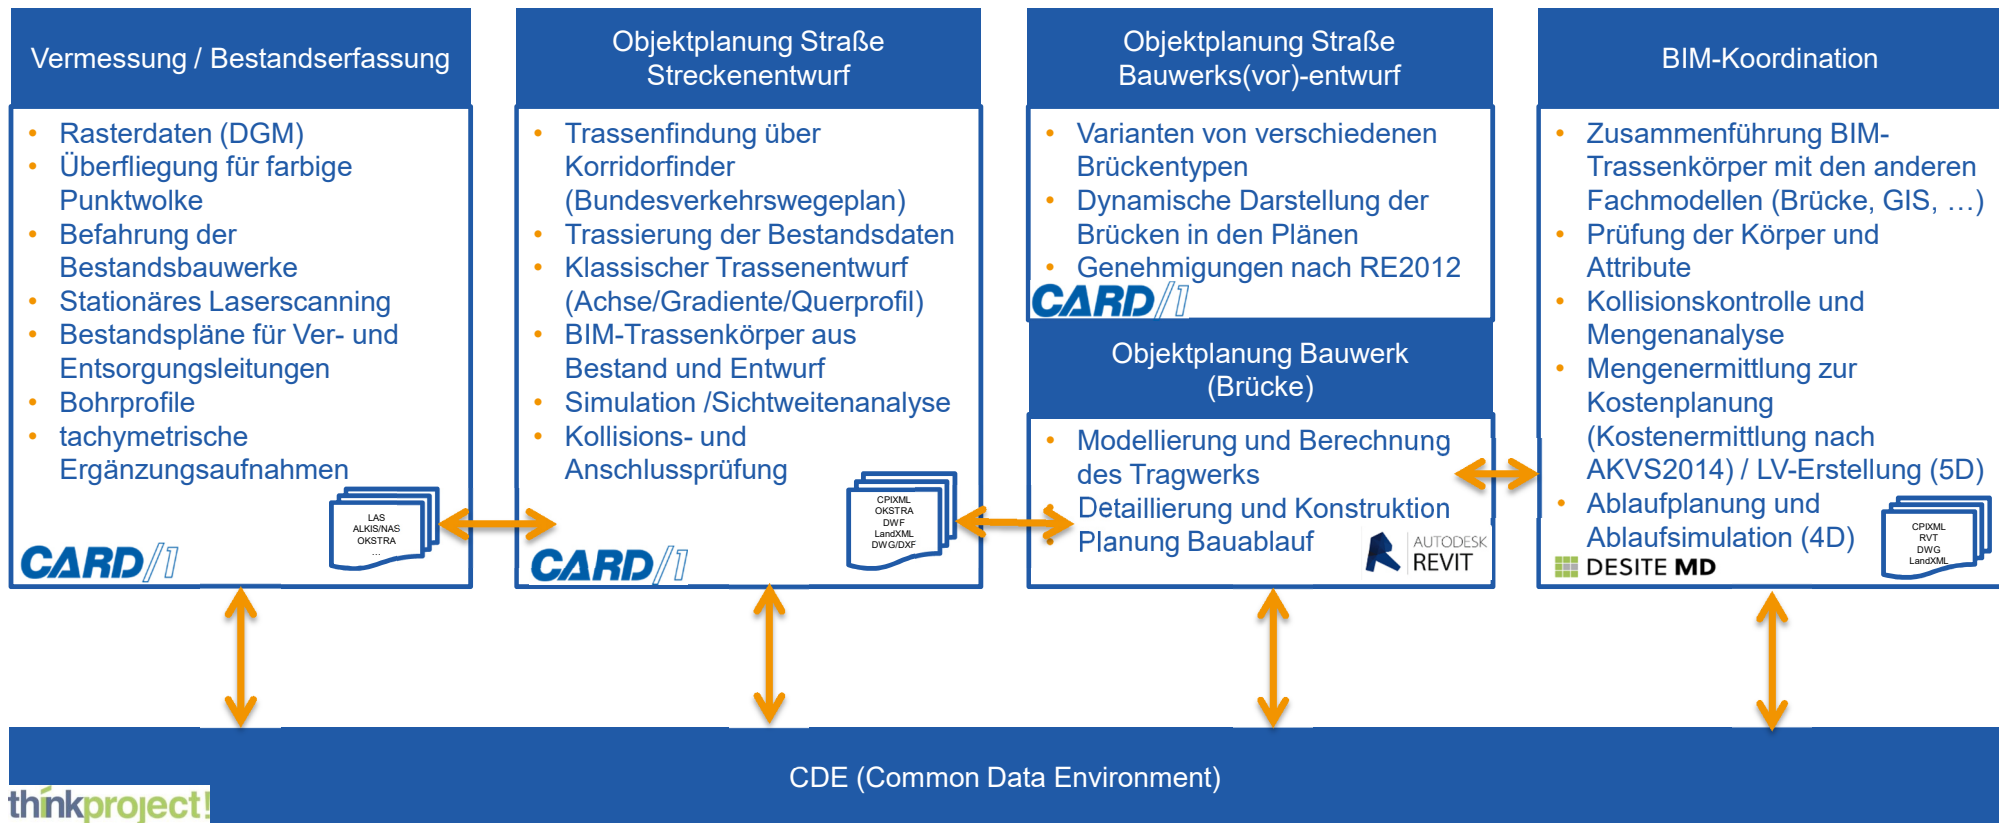 Vermessung / Bestandserfassung
• Rasterdaten (DGM)
• Überfliegung für farbige
Punktwolke
• Befahrung der
Bestandsbauwerke
• Stationäres Laserscanning
• Bestandspläne für Ver- und
Entsorgungsleitungen
• Bohrprofile
• tachymetrische
Ergänzungsaufnahmen
LAS
ALKIS/NAS
OKSTRA
...
CARD/1
Objektplanung Straße
Streckenentwurf
• Trassenfindung über
Korridorfinder
(Bundesverkehrswegeplan)
• Trassierung der Bestandsdaten
• Klassischer Trassenentwurf
(Achse/Gradiente/Querprofil)
• BIM-Trassenkörper aus
Bestand und Entwurf
• Simulation /Sichtweitenanalyse
• Kollisions- und
Anschlussprüfung
CPIXML
OKSTRA
DWF
LandXML
DWG/DXF
CARD/1
Objektplanung Straße
Bauwerks(vor)-entwurf
• Varianten von verschiedenen
Brückentypen
• Dynamische Darstellung der
Brücken in den Plänen
• Genehmigungen nach RE2012
CARD/1
Objektplanung Bauwerk
(Brücke)
• Modellierung und Berechnung
des Tragwerks
• Detaillierung und Konstruktion
• Planung Bauablauf
AUTODESK
REVIT
BIM-Koordination
• Zusammenführung BIM-
Trassenkörper mit den anderen
Fachmodellen (Brücke, GIS, …)
• Prüfung der Körper und
Attribute
• Kollisionskontrolle und
Mengenanalyse
• Mengenermittlung zur
Kostenplanung
(Kostenermittlung nach
AKVS2014) / LV-Erstellung (5D)
• Ablaufplanung und
Ablaufsimulation (4D)
CPIXML
RVT
DWG
LandXML
DESITE MD
CDE (Common Data Environment)
thinkproject!